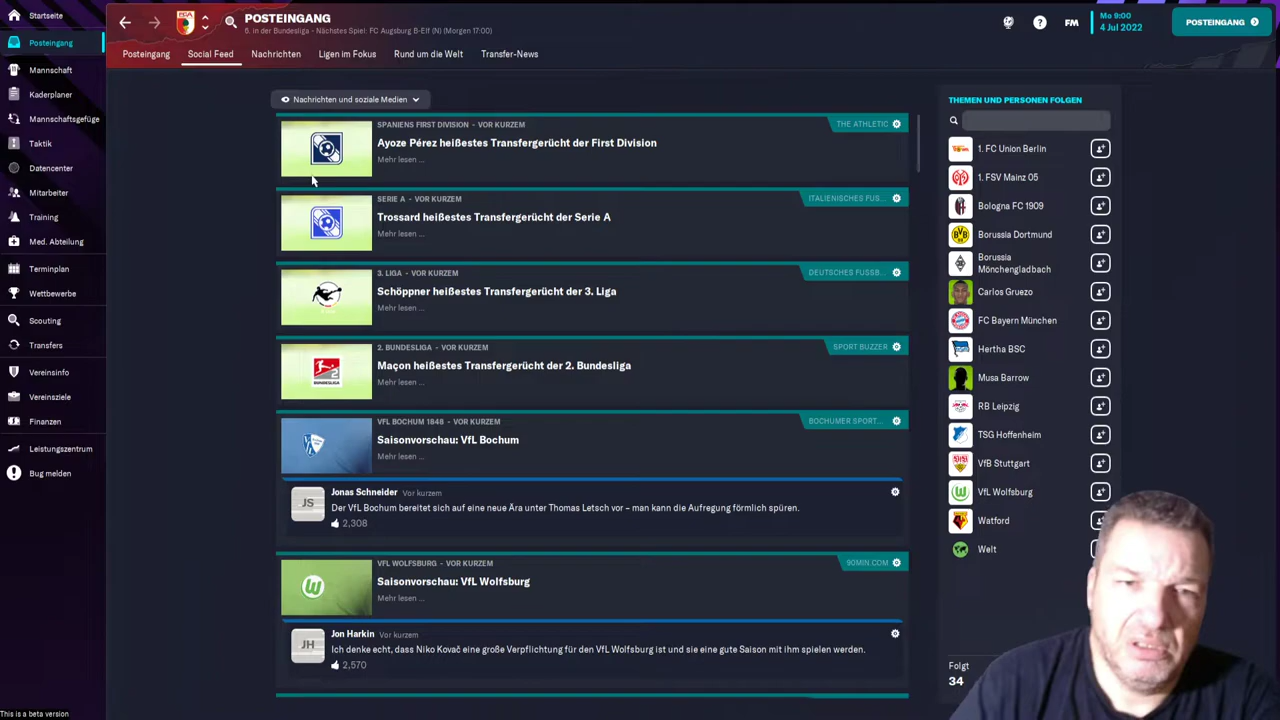 Startseite
Posteingang
Mannschaft
Kaderplaner
Mannschaftsgefüge
Taktik
Datencenter
Mitarbeiter
Training
Med. Abteilung
Terminplan
Wettbewerbe
Scouting
Transfers
Vereinsinfo
Vereinsziele
Finanzen
Leistungszentrum
Bug melden
This is a beta version
POSTEINGANG
6. in der Bundesliga - Nächstes Spiel: FC Augsburg B-Elf (N) (Morgen 17:00)
FM
Mo 9:00
4 Jul 2022
POSTEINGANG
Posteingang Social Feed Nachrichten Ligen im Fokus Rund um die Welt Transfer-News
Nachrichten und soziale Medien
SPANIENS FIRST DIVISION - VOR KURZEM
THE ATHLETIC
Ayoze Pérez heißestes Transfergerücht der First Division
Mehr lesen ...
SERIE A - VOR KURZEM
ITALIENISCHES FUS...
Trossard heißestes Transfergerücht der Serie A
Mehr lesen ...
3. LIGA - VOR KURZEM
DEUTSCHES FUSSB...
Schöppner heißestes Transfergerücht der 3. Liga
Mehr lesen ...
2. BUNDESLIGA - VOR KURZEM
SPORT BUZZER
Maçon heißestes Transfergerücht der 2. Bundesliga
Mehr lesen ...
VFL BOCHUM 1848 - VOR KURZEM
BOCHUMER SPORT...
Saisonvorschau: VfL Bochum
Mehr lesen ...
JS
Jonas Schneider Vor kurzem
Der VfL Bochum bereitet sich auf eine neue Ära unter Thomas Letsch vor – man kann die Aufregung förmlich spüren.
2,308
VFL WOLFSBURG - VOR KURZEM
90MIN.COM
Saisonvorschau: VfL Wolfsburg
Mehr lesen ...
JH
Jon Harkin Vor kurzem
Ich denke echt, dass Niko Kovač eine große Verpflichtung für den VfL Wolfsburg ist und sie eine gute Saison mit ihm spielen werden.
2,570
THEMEN UND PERSONEN FOLGEN
1. FC Union Berlin
1. FSV Mainz 05
Bologna FC 1909
Borussia Dortmund
Borussia
Mönchengladbach
Carlos Gruezo
FC Bayern München
Hertha BSC
Musa Barrow
RB Leipzig
TSG Hoffenheim
VfB Stuttgart
VfL Wolfsburg
Watford
Welt
Folgt
34